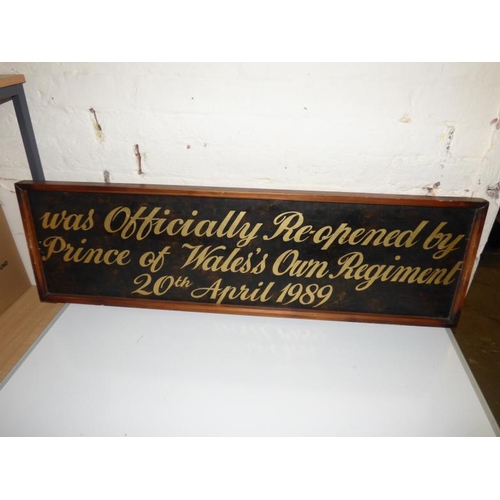 was Officially Re-opened by
Prince of Wales's Own Regiment
20th April 1989